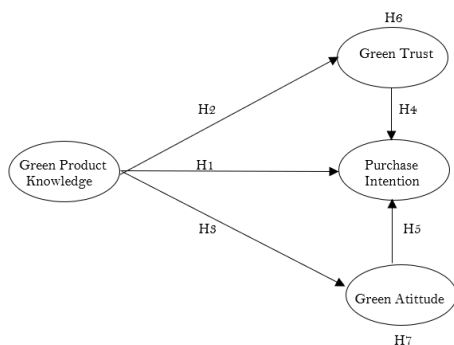 H6
Green Trust
H2
H4
Green Product
Knowledge
H1
Purchase
Intention
H3
H5
Green Atittude
H7